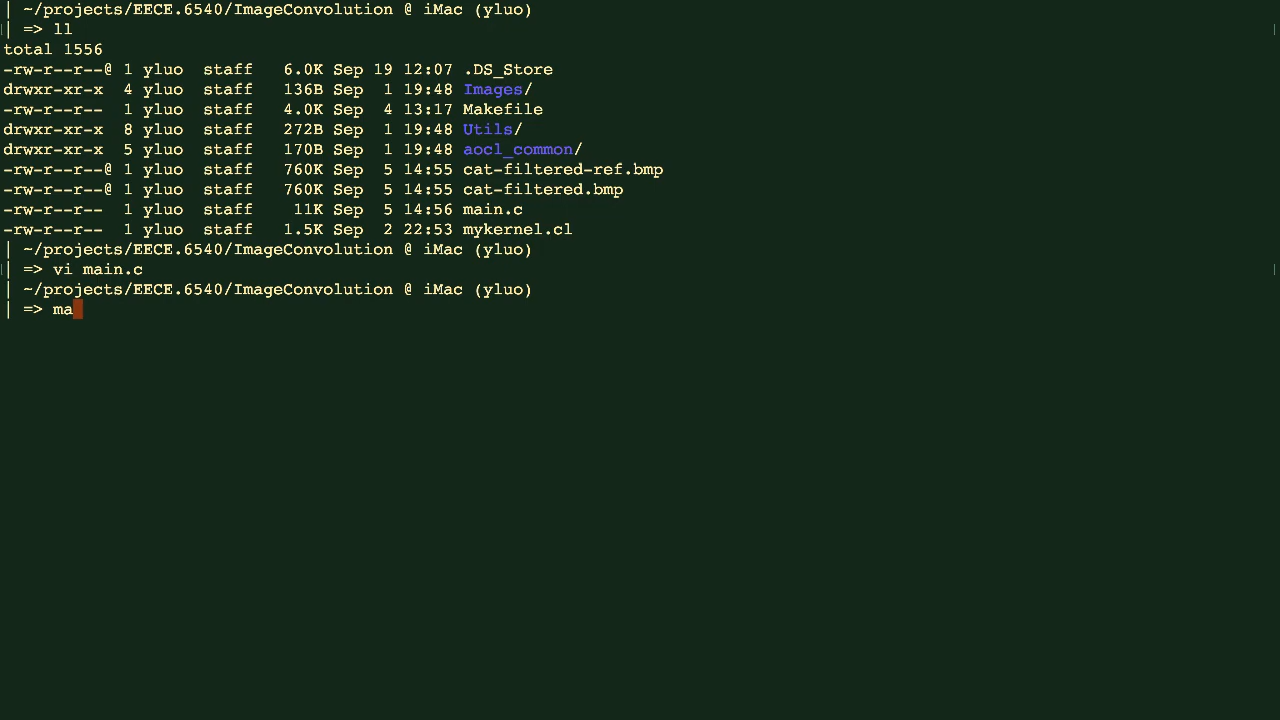 | ~/projects/EECE.6540/ImageConvolution @ iMac (yluo)
| => ll
total 1556
-rw-r--r--@ 1 yluo  staff   6.0K Sep 19 12:07 .DS_Store
drwxr-xr-x  4 yluo  staff   136B Sep  1 19:48 Images/
-rw-r--r--  1 yluo  staff   4.0K Sep  4 13:17 Makefile
drwxr-xr-x  8 yluo  staff   272B Sep  1 19:48 Utils/
drwxr-xr-x  5 yluo  staff   170B Sep  1 19:48 aocl_common/
-rw-r--r--@ 1 yluo  staff   760K Sep  5 14:55 cat-filtered-ref.bmp
-rw-r--r--@ 1 yluo  staff   760K Sep  5 14:55 cat-filtered.bmp
-rw-r--r--  1 yluo  staff    11K Sep  5 14:56 main.c
-rw-r--r--  1 yluo  staff   1.5K Sep  2 22:53 mykernel.cl
| ~/projects/EECE.6540/ImageConvolution @ iMac (yluo)
| => vi main.c
| ~/projects/EECE.6540/ImageConvolution @ iMac (yluo)
| => ma